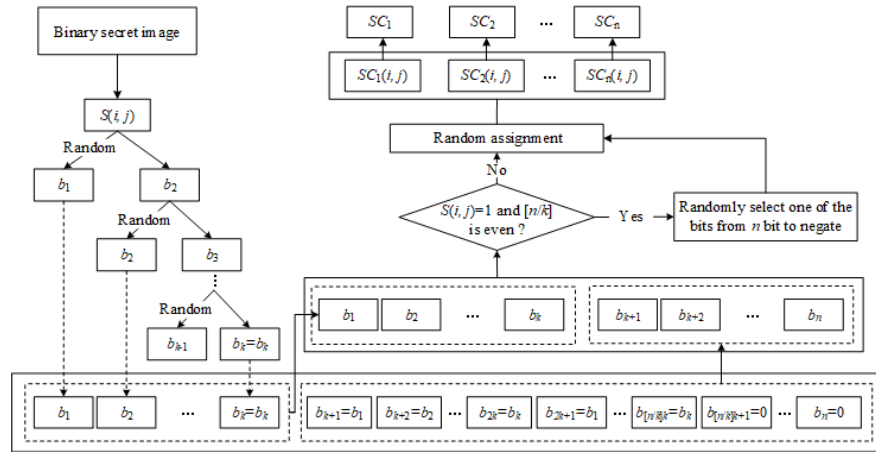 Binary secret image
S(i, j)
Random
b1 b2
Random
b2 b3
⋮
Random
bk-1 bk=bk
SC1 SC2 ... SCn
SC1(i, j) SC2(i, j) ... SCn(i, j)
Random assignment
No
S(i, j)=1 and [n/k]
is even ?
Yes
Randomly select one of the
bits from n bit to negate
b1 b2 ... bk bk+1 bk+2 ... bn
b1 b2 ... bk=bk bk+1=b1 bk+2=b2 ... b2k=bk b2k+1=b1 ... b[n/k]k=bk b[n/k]k+1=0 ... bn=0